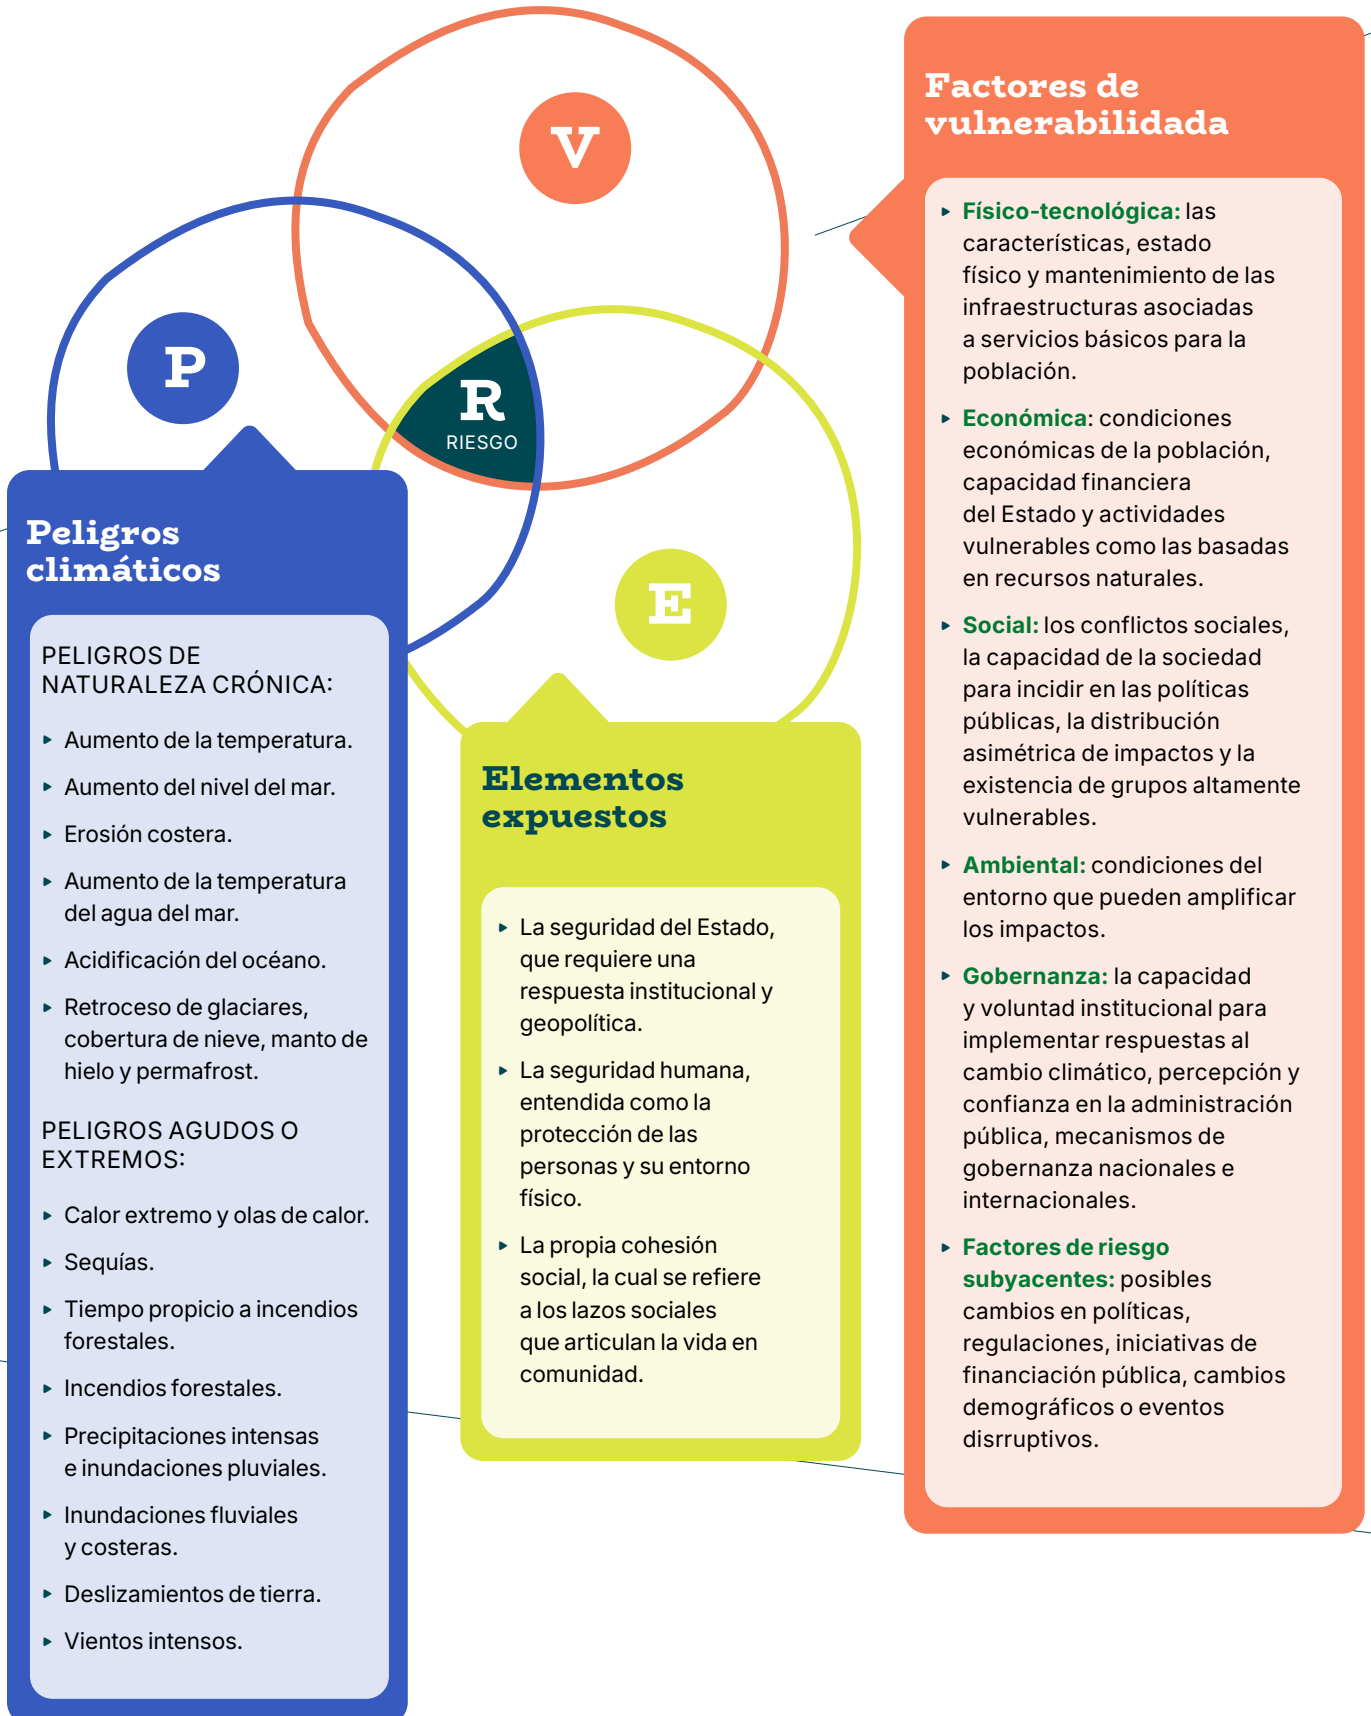 V
P
R
RIESGO
E
Peligros
climáticos
PELIGROS DE
NATURALEZA CRÓNICA:
Aumento de la temperatura.
Aumento del nivel del mar.
Erosión costera.
Aumento de la temperatura
del agua del mar.
Acidificación del océano.
Retroceso de glaciares,
cobertura de nieve, manto de
hielo y permafrost.
PELIGROS AGUDOS O
EXTREMOS:
Calor extremo y olas de calor.
Sequías.
Tiempo propicio a incendios
forestales.
Incendios forestales.
Precipitaciones intensas
e inundaciones pluviales.
Inundaciones fluviales
y costeras.
Deslizamientos de tierra.
Vientos intensos.
Elementos
expuestos
La seguridad del Estado,
que requiere una
respuesta institucional y
geopolítica.
La seguridad humana,
entendida como la
protección de las
personas y su entorno
físico.
La propia cohesión
social, la cual se refiere
a los lazos sociales
que articulan la vida en
comunidad.
Factores de
vulnerabilidada
Físico-tecnológica: las
características, estado
físico y mantenimiento de las
infraestructuras asociadas
a servicios básicos para la
población.
Económica: condiciones
económicas de la población,
capacidad financiera
del Estado y actividades
vulnerables como las basadas
en recursos naturales.
Social: los conflictos sociales,
la capacidad de la sociedad
para incidir en las políticas
públicas, la distribución
asimétrica de impactos y la
existencia de grupos altamente
vulnerables.
Ambiental: condiciones del
entorno que pueden amplificar
los impactos.
Gobernanza: la capacidad
y voluntad institucional para
implementar respuestas al
cambio climático, percepción y
confianza en la administración
pública, mecanismos de
gobernanza nacionales e
internacionales.
Factores de riesgo
subyacentes: posibles
cambios en políticas,
regulaciones, iniciativas de
financiación pública, cambios
demográficos o eventos
disrruptivos.